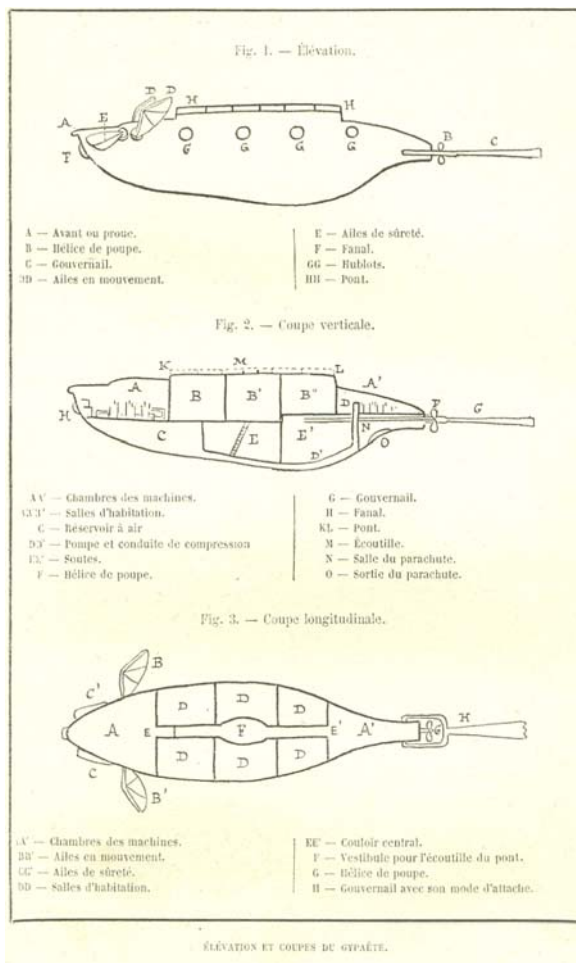 Fig. 1. — Élévation.
D D
H H
E
A
F
G G G G
B C
A — Avant ou proue.
B — Hélice de poupe.
C — Gouvernail.
DD — Ailes en mouvement.
E — Ailes de sûreté.
F — Fanal.
GG — Hublots.
HH — Pont.
Fig. 2. — Coupe verticale.
K M L
A B B' B" A'
H
C E E' D D' N O
F G
AA' — Chambres des machines.
— Salles d'habitation.
C — Réservoir à air
DD' — Pompe et conduite de compression
EE' — Soutes.
F — Hélice de poupe.
G — Gouvernail.
H — Fanal.
KL — Pont.
M — Écoutille.
N — Salle du parachute.
O — Sortie du parachute.
Fig. 3. — Coupe longitudinale.
B
C'
D D D
A E F E' A' G H
D D D
C
B'
AA' — Chambres des machines.
BB' — Ailes en mouvement.
CC' — Ailes de sûreté.
DD — Salles d'habitation.
EE' — Couloir central.
F — Vestibule pour l'écoutille du pont.
G — Hélice de poupe.
H — Gouvernail avec son mode d'attache.
ÉLÉVATION ET COUPES DU GYPAÈTE.